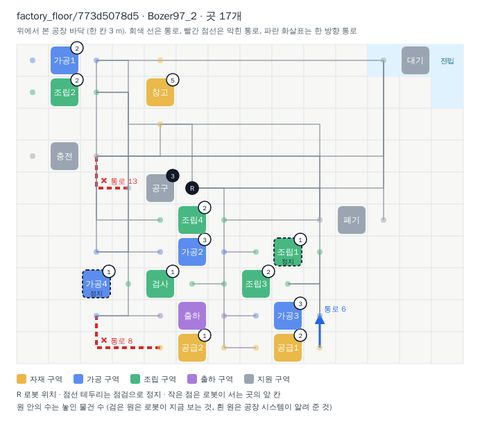 factory_floor/773d5078d5 · Bozer97_2 · 곳 17개
위에서 본 공장 바닥 (한 칸 3 m). 회색 선은 통로, 빨간 점선은 막힌 통로, 파란 화살표는 한 방향 통로
2
가공1
대기
진입
2
조립2
5
창고
충전
✕ 통로 13
3
공구
R
2
조립4
폐기
3
가공2
1
조립1
정지
1
가공4
정지
1
검사
2
조립3
출하
3
가공3
통로 6
✕ 통로 8
1
공급2
2
공급1
자재 구역
가공 구역
조립 구역
출하 구역
지원 구역
R 로봇 위치 · 점선 테두리는 점검으로 정지 · 작은 점은 로봇이 서는 곳의 앞 칸
원 안의 수는 놓인 물건 수 (검은 원은 로봇이 지금 보는 것, 흰 원은 공장 시스템이 알려 준 것)